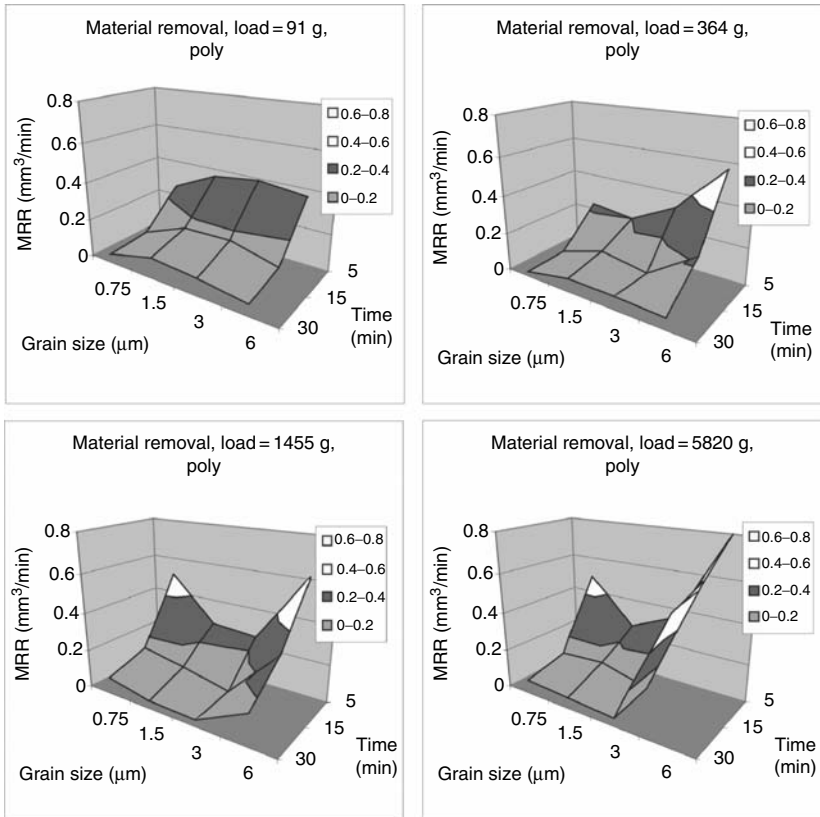 Material removal, load = 91 g,
poly
0.8
0.6
0.4
0.2
0
MRR (mm³/min)
0.6–0.8
0.4–0.6
0.2–0.4
0–0.2
0.75
1.5
3
6
Grain size (μm)
5
15
30
Time
(min)
Material removal, load = 364 g,
poly
0.8
0.6
0.4
0.2
0
MRR (mm³/min)
0.6–0.8
0.4–0.6
0.2–0.4
0–0.2
0.75
1.5
3
6
Grain size (μm)
5
15
30
Time
(min)
Material removal, load = 1455 g,
poly
0.8
0.6
0.4
0.2
0
MRR (mm³/min)
0.6–0.8
0.4–0.6
0.2–0.4
0–0.2
0.75
1.5
3
6
Grain size (μm)
5
15
30
Time
(min)
Material removal, load = 5820 g,
poly
0.8
0.6
0.4
0.2
0
MRR (mm³/min)
0.6–0.8
0.4–0.6
0.2–0.4
0–0.2
0.75
1.5
3
6
Grain size (μm)
5
15
30
Time
(min)